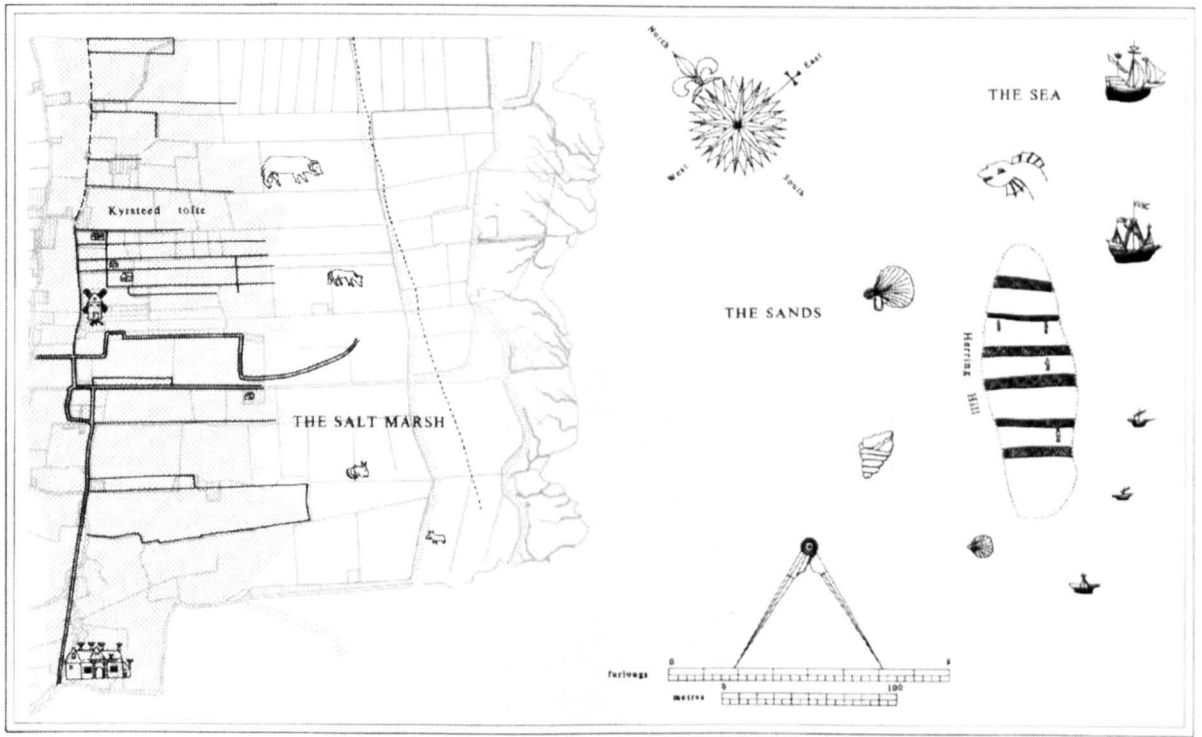 North
East
West
South
THE SEA
Kyrsteed tofte
THE SANDS
Herring Hill
THE SALT MARSH
0
furlongs
0 100
metres